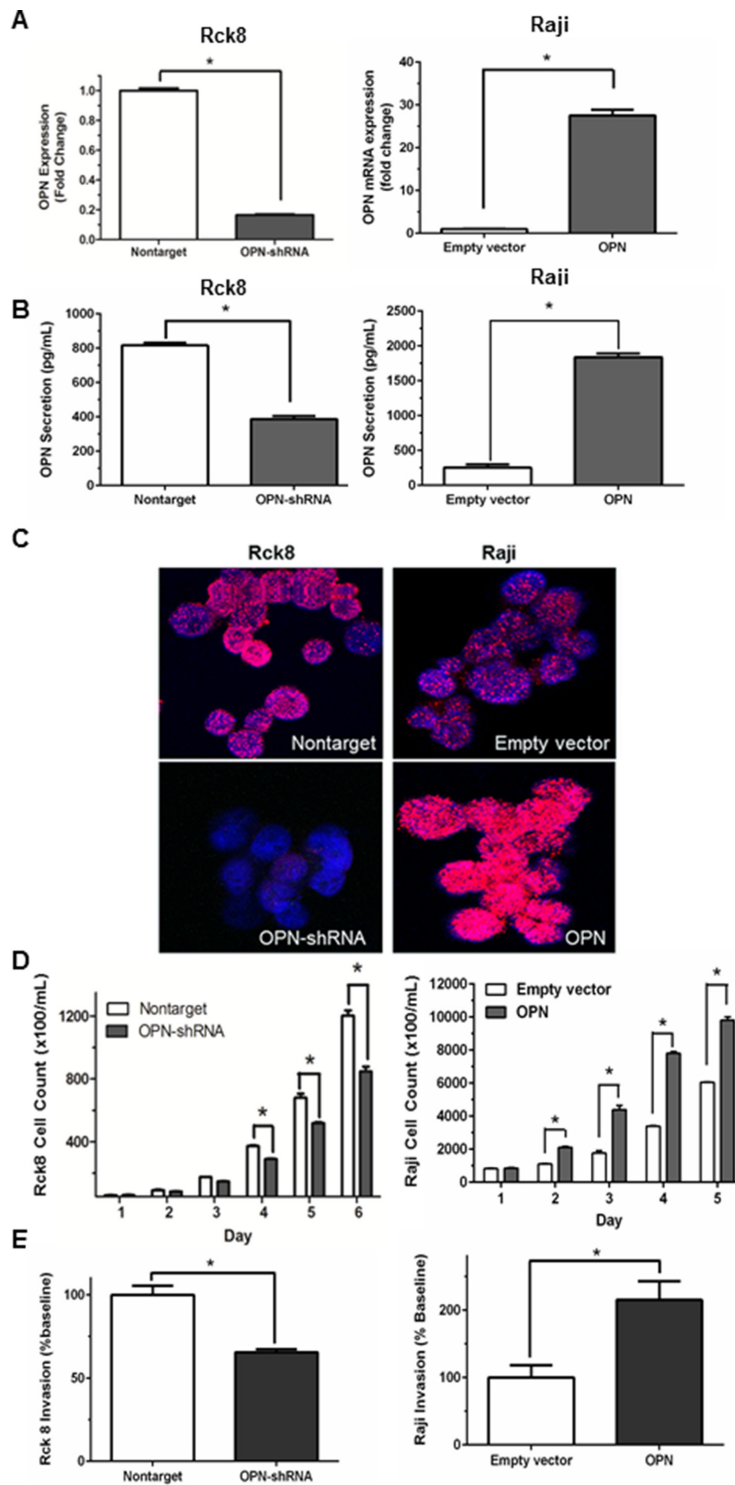 A
Rck8
Raji
OPN Expression
(Fold Change)
1.0
0.8
0.6
0.4
0.2
0.0
*
Nontarget
OPN-shRNA
OPN mRNA expression
(fold change)
40
30
20
10
0
*
Empty vector
OPN
B
Rck8
Raji
OPN Secretion (pg/mL)
1000
800
600
400
200
0
*
Nontarget
OPN-shRNA
OPN Secretion (pg/mL)
2500
2000
1500
1000
500
0
*
Empty vector
OPN
C
Rck8
Raji
Nontarget
Empty vector
OPN-shRNA
OPN
D
Rck8 Cell Count (x100/mL)
1200
800
400
Nontarget
OPN-shRNA
* * *
1 2 3 4 5 6
Day
Raji Cell Count (x100/mL)
12000
10000
8000
6000
4000
2000
0
Empty vector
OPN
* * * *
1 2 3 4 5
Day
E
Rck 8 Invasion (%baseline)
100
50
0
*
Nontarget
OPN-shRNA
Raji Invasion (% Baseline)
200
100
0
*
Empty vector
OPN